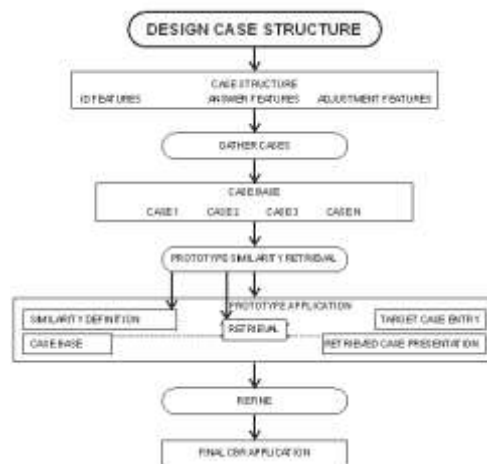 DESIGN CASE STRUCTURE
CASE STRUCTURE
ID FEATURES ANSWER FEATURES ADJUSTMENT FEATURES
GATHER CASES
CASE BASE
CASE 1 CASE 2 CASE 3 CASE N
PROTOTYPE SIMILARITY RETRIEVAL
PROTOTYPE APPLICATION
SIMILARITY DEFINITION TARGET CASE ENTRY
RETRIEVAL
CASE BASE RETRIEVED CASE PRESENTATION
REFINE
FINAL CBR APPLICATION